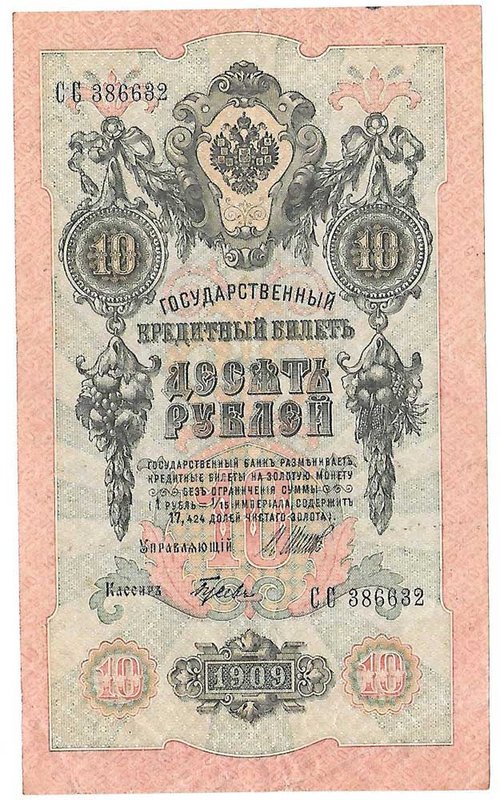 СС 386632
10 10
ГОСУДАРСТВЕННЫЙ
КРЕДИТНЫЙ БИЛЕТЪ
ДЕСЯТЬ
РУБЛЕЙ
ГОСУДАРСТВЕННЫЙ БАНКЪ РАЗМѢНИВАЕТЪ
КРЕДИТНЫЕ БИЛЕТЫ НА ЗОЛОТУЮ МОНЕТУ
БЕЗЪ ОГРАНИЧЕНІЯ СУММЫ
(1 РУБЛЬ = 1/15 ИМПЕРІАЛА, СОДЕРЖИТЪ
17,424 ДОЛЕЙ ЧИСТАГО ЗОЛОТА).
10
УПРАВЛЯЮЩІЙ
Кассиръ
СС 386632
10 1909 10